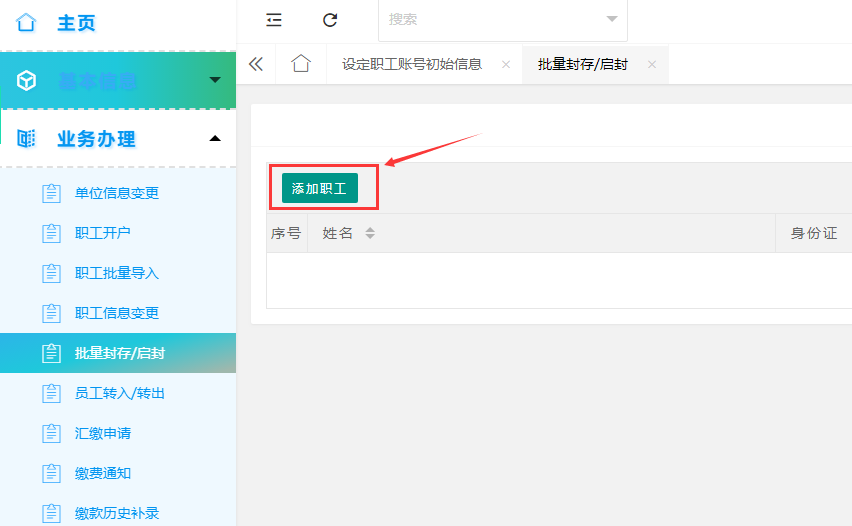 主页
基本信息
业务办理
单位信息变更
职工开户
职工批量导入
职工信息变更
批量封存/启封
员工转入/转出
汇缴申请
缴费通知
缴款历史补录
搜索
设定职工账号初始信息 ×
批量封存/启封 ×
添加职工
序号 姓名 身份证